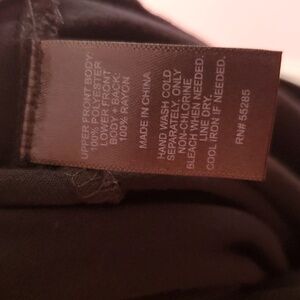 UPPER FRONT BODY:
100% POLYESTER
LOWER FRONT
BODY + BACK:
100% RAYON
MADE IN CHINA
HAND WASH COLD
SEPARATELY, ONLY
NON-CHLORINE
BLEACH WHEN NEEDED.
LINE DRY.
COOL IRON IF NEEDED.
RN# 55285